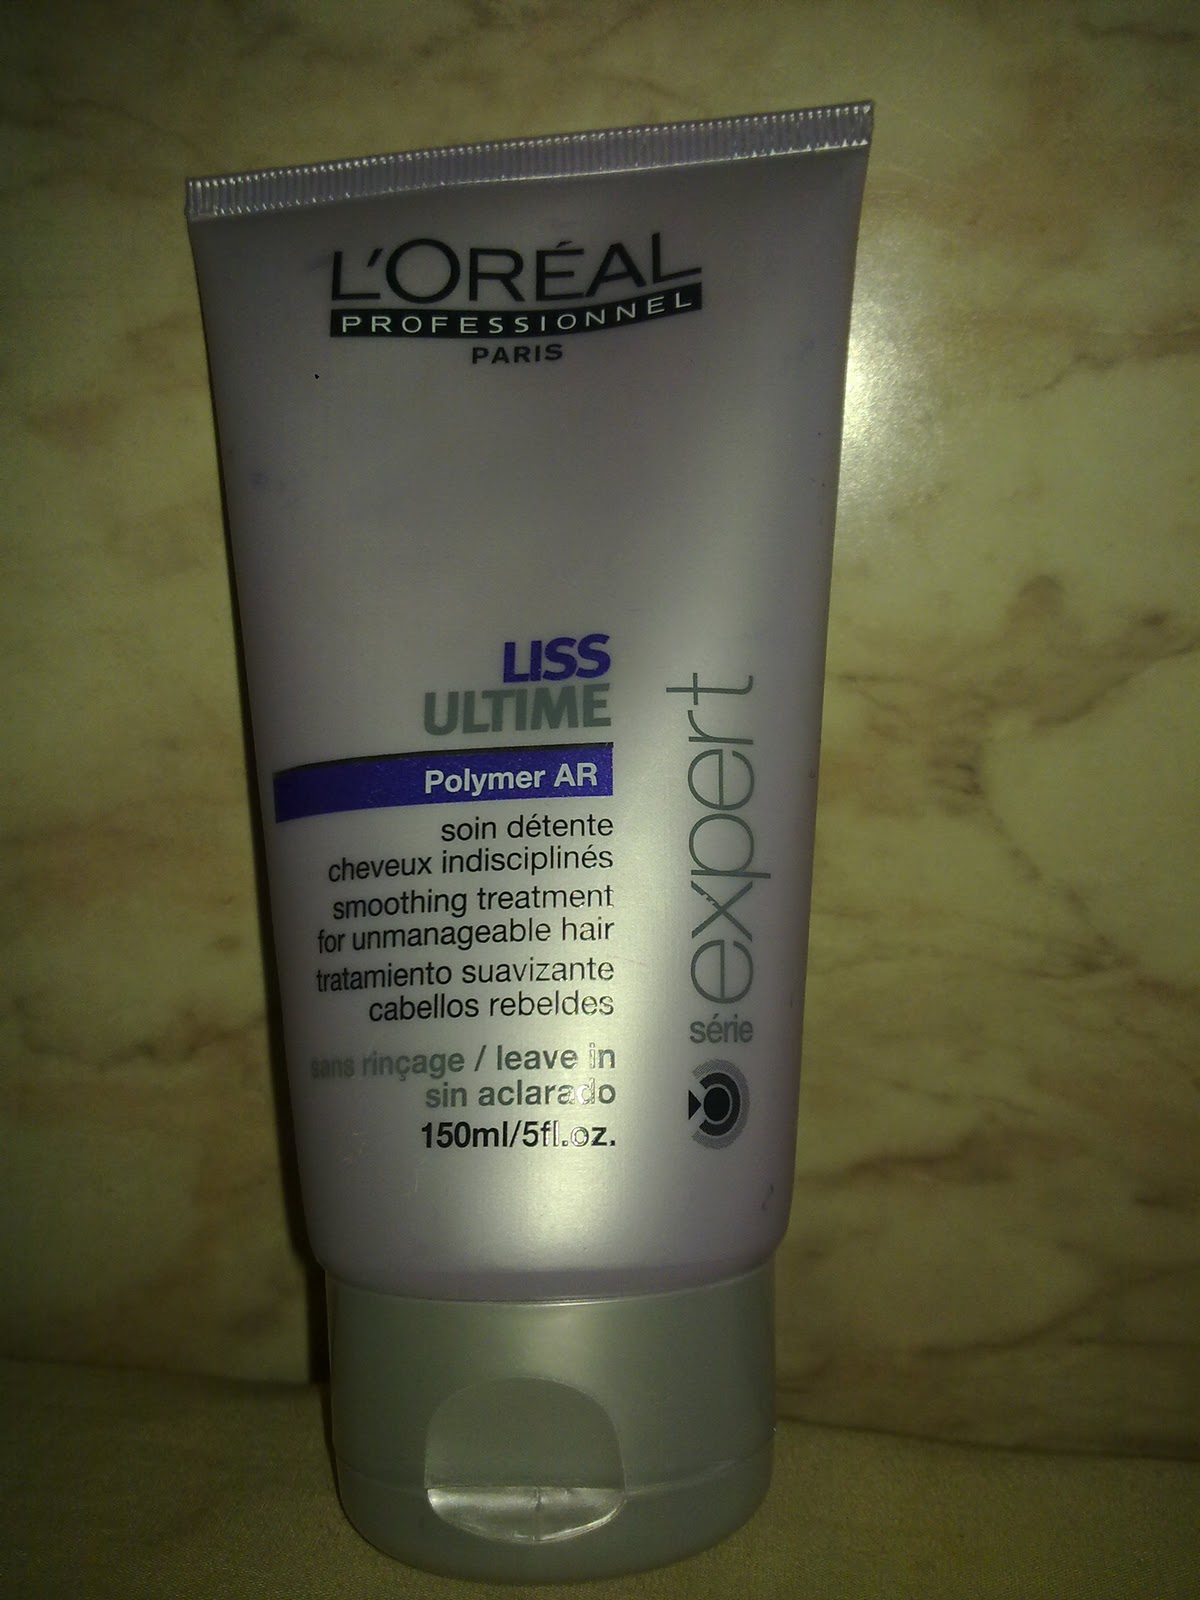 L'ORÉAL
PROFESSIONNEL
PARIS
LISS
ULTIME
Polymer AR
soin détente
cheveux indisciplinés
smoothing treatment
for unmanageable hair
tratamiento suavizante
cabellos rebeldes
sans rinçage / leave in
sin aclarado
150ml/5fl.oz.
série
expert